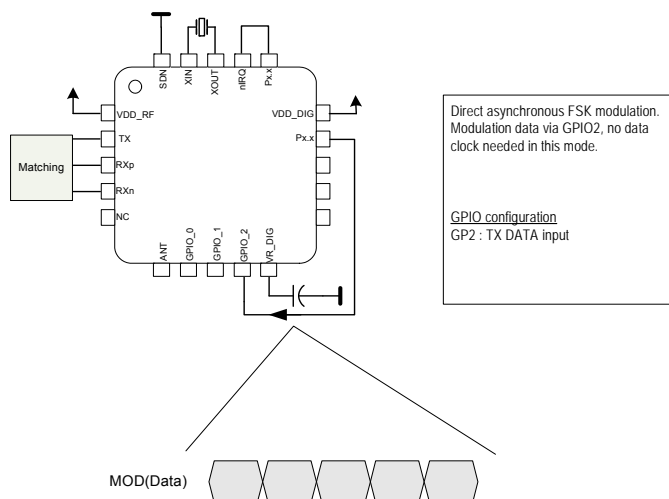 SDN
XIN
XOUT
nIRQ
Px.x
VDD_RF
TX
RXp
RXn
NC
VDD_DIG
Px.x
ANT
GPIO_0
GPIO_1
GPIO_2
VR_DIG
Matching
Direct asynchronous FSK modulation.
Modulation data via GPIO2, no data
clock needed in this mode.
GPIO configuration
GP2 : TX DATA input
MOD(Data)